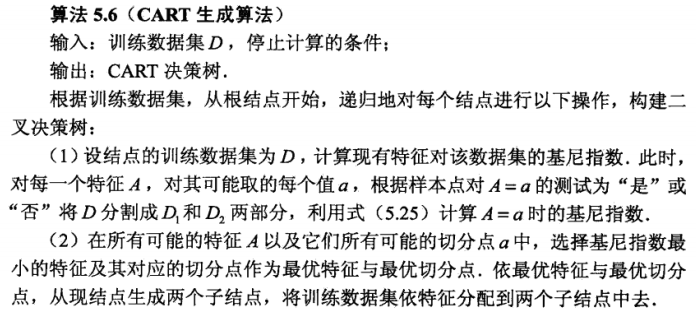 算法 5.6（CART 生成算法）
输入：训练数据集 D，停止计算的条件；
输出：CART 决策树．
根据训练数据集，从根结点开始，递归地对每个结点进行以下操作，构建二
叉决策树：
（1）设结点的训练数据集为 D，计算现有特征对该数据集的基尼指数．此时，
对每一个特征 A，对其可能取的每个值 a，根据样本点对 A = a 的测试为“是”或
“否”将 D 分割成 D₁ 和 D₂ 两部分，利用式（5.25）计算 A = a 时的基尼指数．
（2）在所有可能的特征 A 以及它们所有可能的切分点 a 中，选择基尼指数最
小的特征及其对应的切分点作为最优特征与最优切分点．依最优特征与最优切分
点，从现结点生成两个子结点，将训练数据集依特征分配到两个子结点中去．